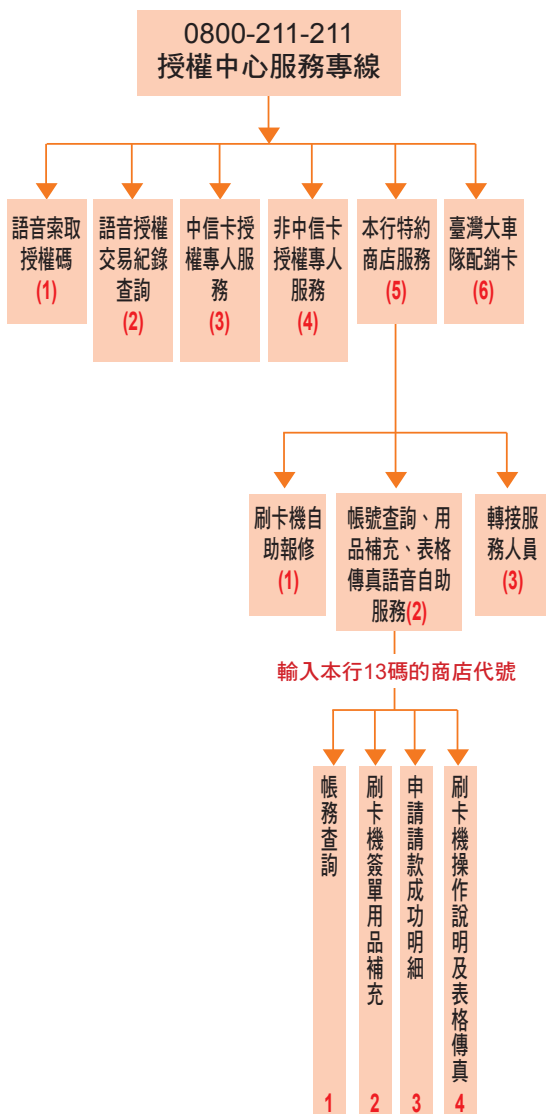 0800-211-211
授權中心服務專線
語音索取
授權碼
(1)
語音授權
交易紀錄
查詢
(2)
中信卡授
權專人服
務
(3)
非中信卡
授權專人
服務
(4)
本行特約
商店服務
(5)
臺灣大車
隊配銷卡
(6)
刷卡機自
助報修
(1)
帳號查詢、用
品補充、表格
傳真語音自助
服務(2)
轉接服
務人員
(3)
輸入本行13碼的商店代號
帳務查詢
1
刷卡機簽單用品補充
2
申請請款成功明細
3
刷卡機操作說明及表格傳真
4